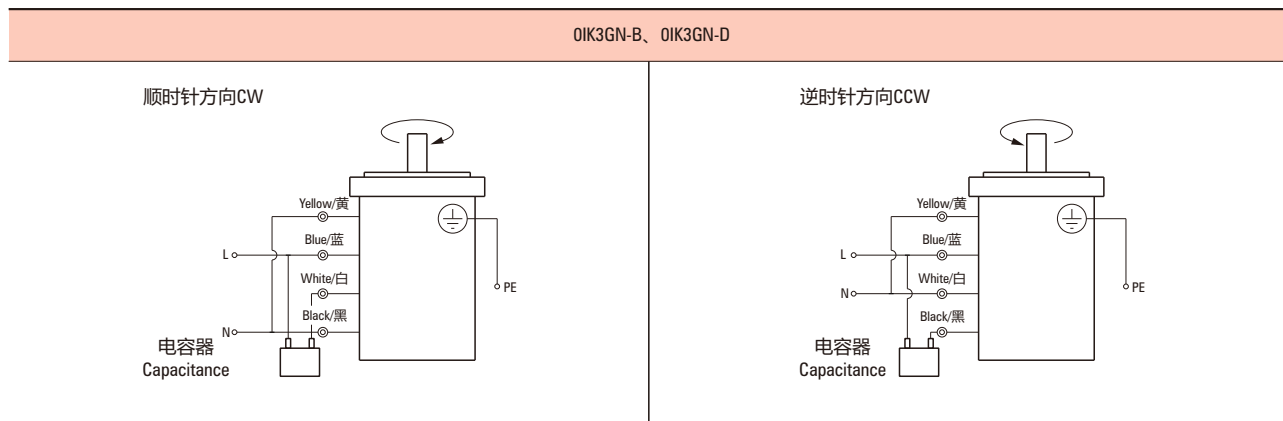 0IK3GN-B、0IK3GN-D
顺时针方向CW
Yellow/黄
Blue/蓝
L
White/白
PE
Black/黑
N
电容器
Capacitance
逆时针方向CCW
Yellow/黄
Blue/蓝
L
White/白
N
PE
Black/黑
电容器
Capacitance